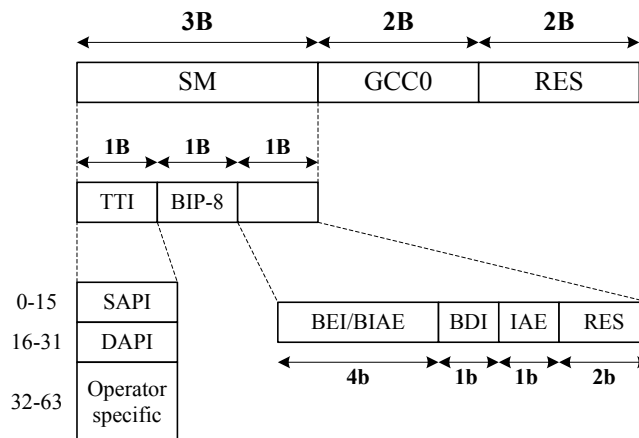 3B 2B 2B
SM GCC0 RES
1B 1B 1B
TTI BIP-8
0-15 SAPI
BEI/BIAE BDI IAE RES
16-31 DAPI
4b 1b 1b 2b
32-63 Operator
specific